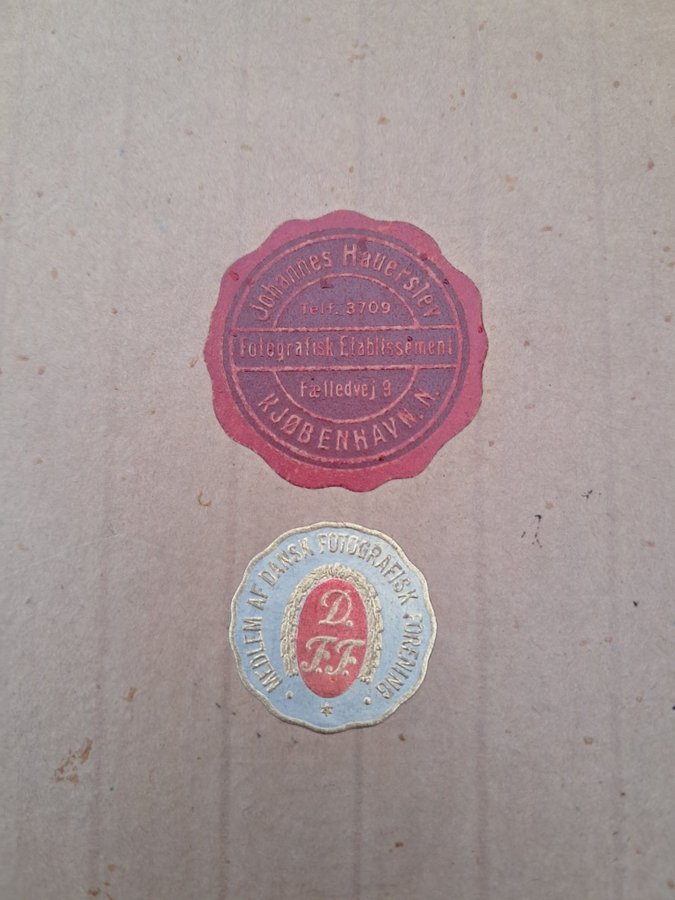 Johannes Hauerslev
Telf. 3709
Fotografisk Etablissement
Fælledvej 9
KJØBENHAVN. N.
MEDLEM AF DANSK FOTOGRAFISK FORENING
D.
F.F.